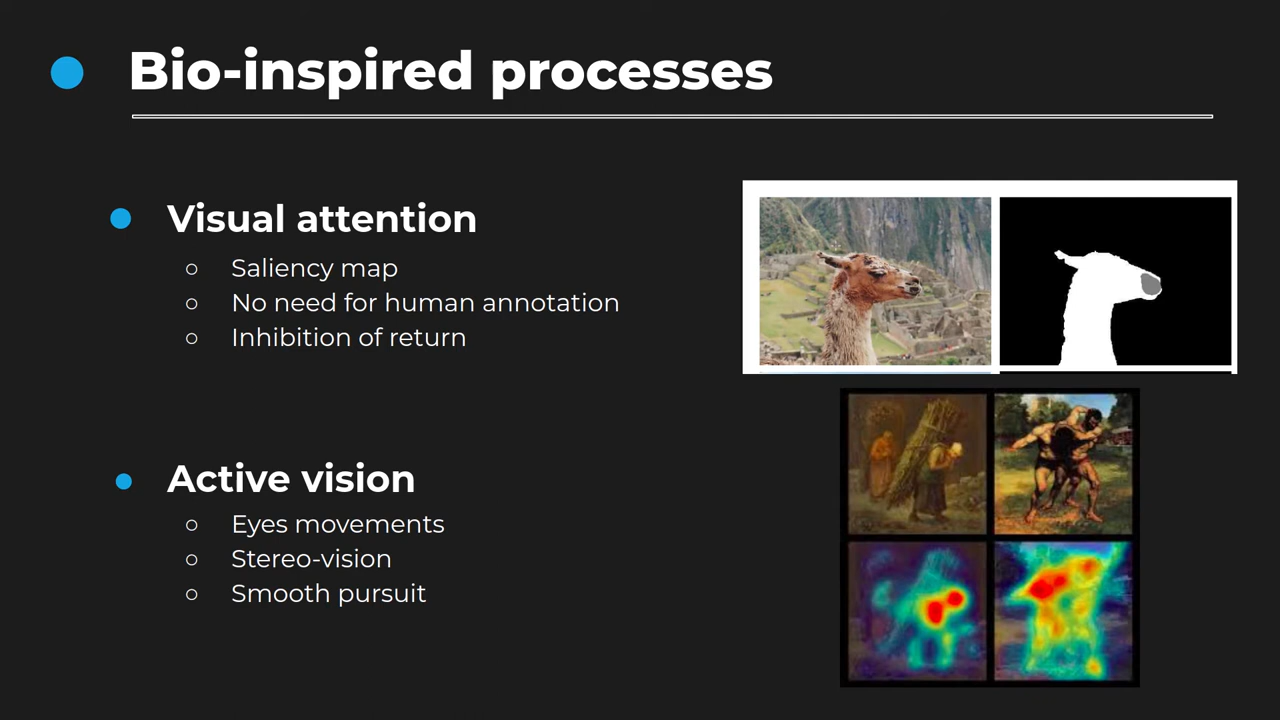 Bio-inspired processes
Visual attention
Saliency map
No need for human annotation
Inhibition of return
Active vision
Eyes movements
Stereo-vision
Smooth pursuit